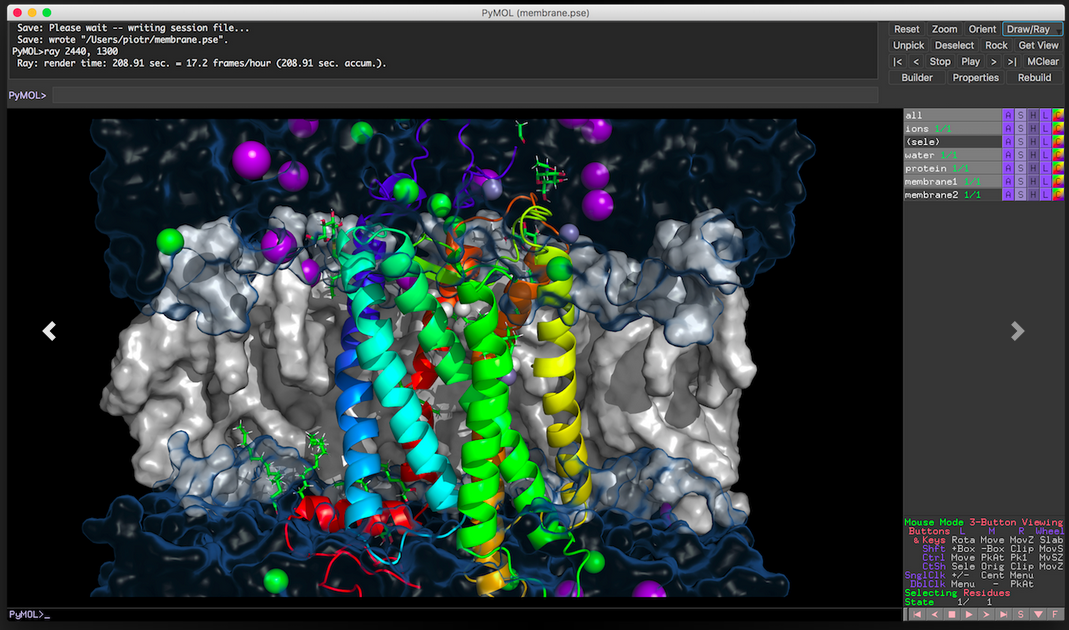 PyMOL (membrane.pse)
Save: Please wait -- writing session file...
Save: wrote "/Users/piotr/membrane.pse".
PyMOL>ray 2440, 1300
Ray: render time: 208.91 sec. = 17.2 frames/hour (208.91 sec. accum.).
Reset Zoom Orient Draw/Ray
Unpick Deselect Rock Get View
|< < Stop Play > >| MClear
Builder Properties Rebuild
PyMOL>
all A S H L C
ions 1/1 A S H L C
(sele) A S H L C
water 1/1 A S H L C
protein 1/1 A S H L C
membrane1 1/1 A S H L C
membrane2 1/1 A S H L C
Mouse Mode 3-Button Viewing
Buttons L M R Wheel
& Keys Rota Move MovZ Slab
Shft +Box -Box Clip MovS
Ctrl Move PkAt Pk1 MvSZ
CtSh Sele Orig Clip MovZ
SnglClk +/- Cent Menu
DblClk Menu - PkAt
Selecting Residues
State 1/ 1
PyMOL>_
S F